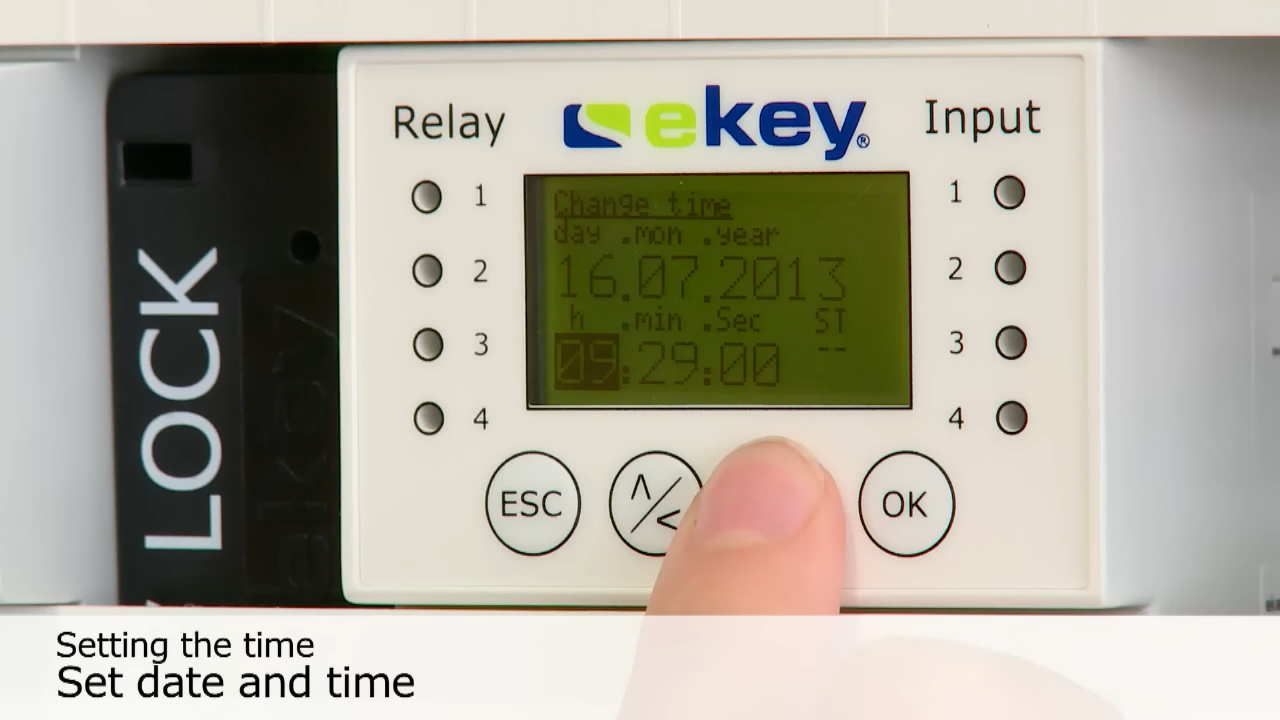 Relay
ekey®
Input
1
2
3
4
Change time
day .mon .year
16.07.2013
h .min .Sec ST
09:29:00 --
1
2
3
4
ESC
^/<
OK
LOCK
ekey
Setting the time
Set date and time